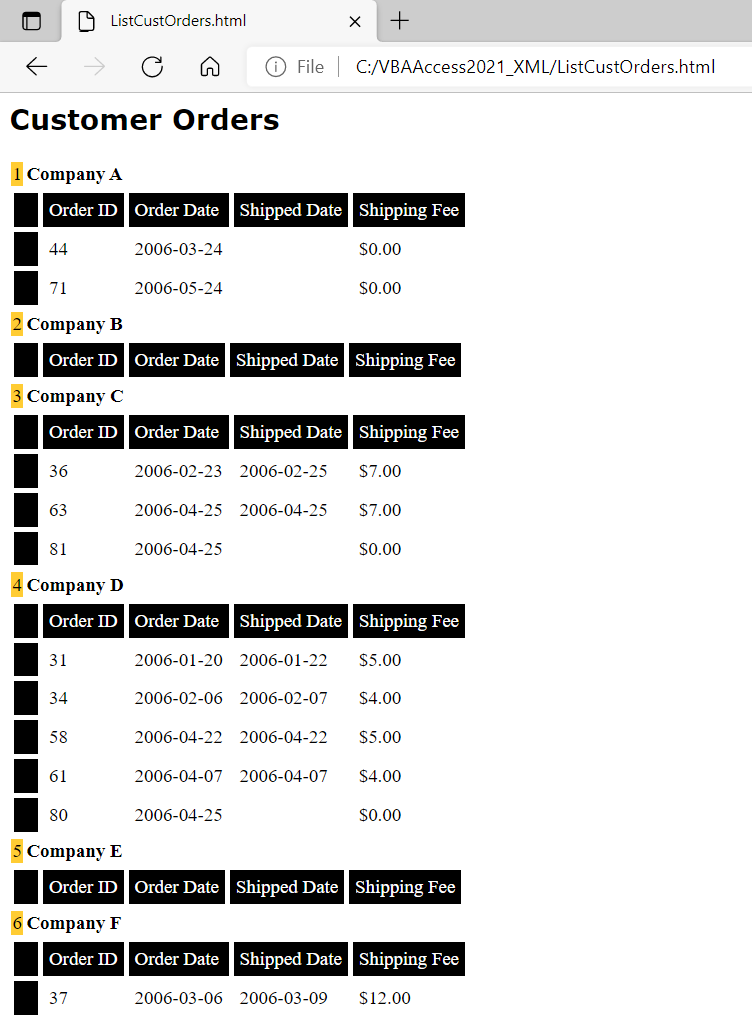 ListCustOrders.html
File C:/VBAAccess2021_XML/ListCustOrders.html
Customer Orders
1 Company A
Order ID Order Date Shipped Date Shipping Fee
44 2006-03-24 $0.00
71 2006-05-24 $0.00
2 Company B
Order ID Order Date Shipped Date Shipping Fee
3 Company C
Order ID Order Date Shipped Date Shipping Fee
36 2006-02-23 2006-02-25 $7.00
63 2006-04-25 2006-04-25 $7.00
81 2006-04-25 $0.00
4 Company D
Order ID Order Date Shipped Date Shipping Fee
31 2006-01-20 2006-01-22 $5.00
34 2006-02-06 2006-02-07 $4.00
58 2006-04-22 2006-04-22 $5.00
61 2006-04-07 2006-04-07 $4.00
80 2006-04-25 $0.00
5 Company E
Order ID Order Date Shipped Date Shipping Fee
6 Company F
Order ID Order Date Shipped Date Shipping Fee
37 2006-03-06 2006-03-09 $12.00